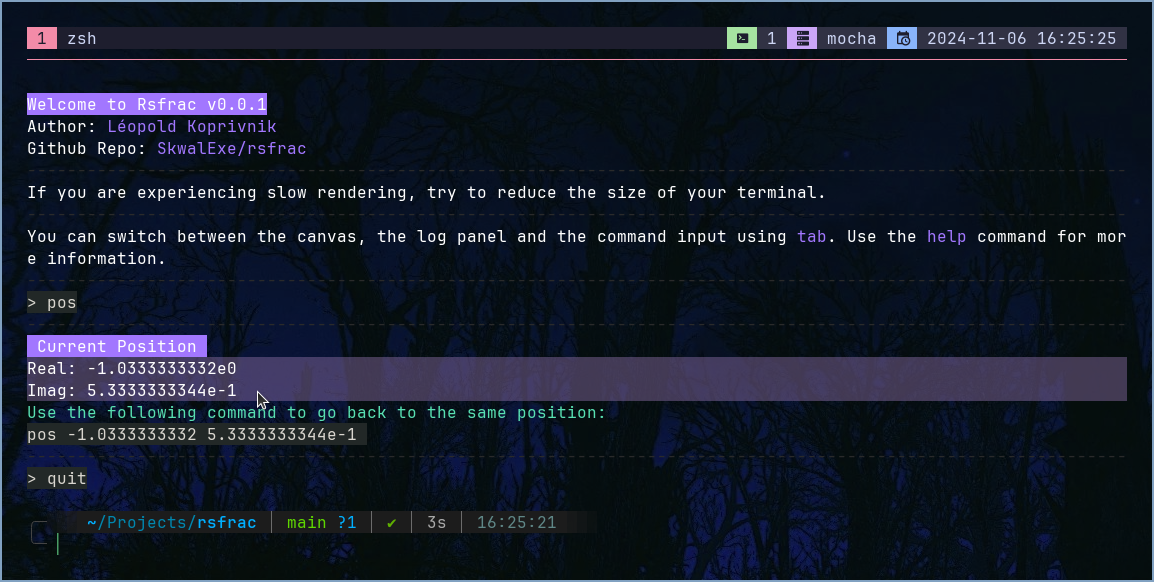 1 zsh 1 mocha 2024-11-06 16:25:25
Welcome to Rsfrac v0.0.1
Author: Léopold Koprivnik
Github Repo: SkwalExe/rsfrac
If you are experiencing slow rendering, try to reduce the size of your terminal.
You can switch between the canvas, the log panel and the command input using tab. Use the help command for mor
e information.
> pos
Current Position
Real: -1.0333333332e0
Imag: 5.3333333344e-1
Use the following command to go back to the same position:
pos -1.0333333332 5.3333333344e-1
> quit
~/Projects/rsfrac main ?1 ✔ 3s 16:25:21